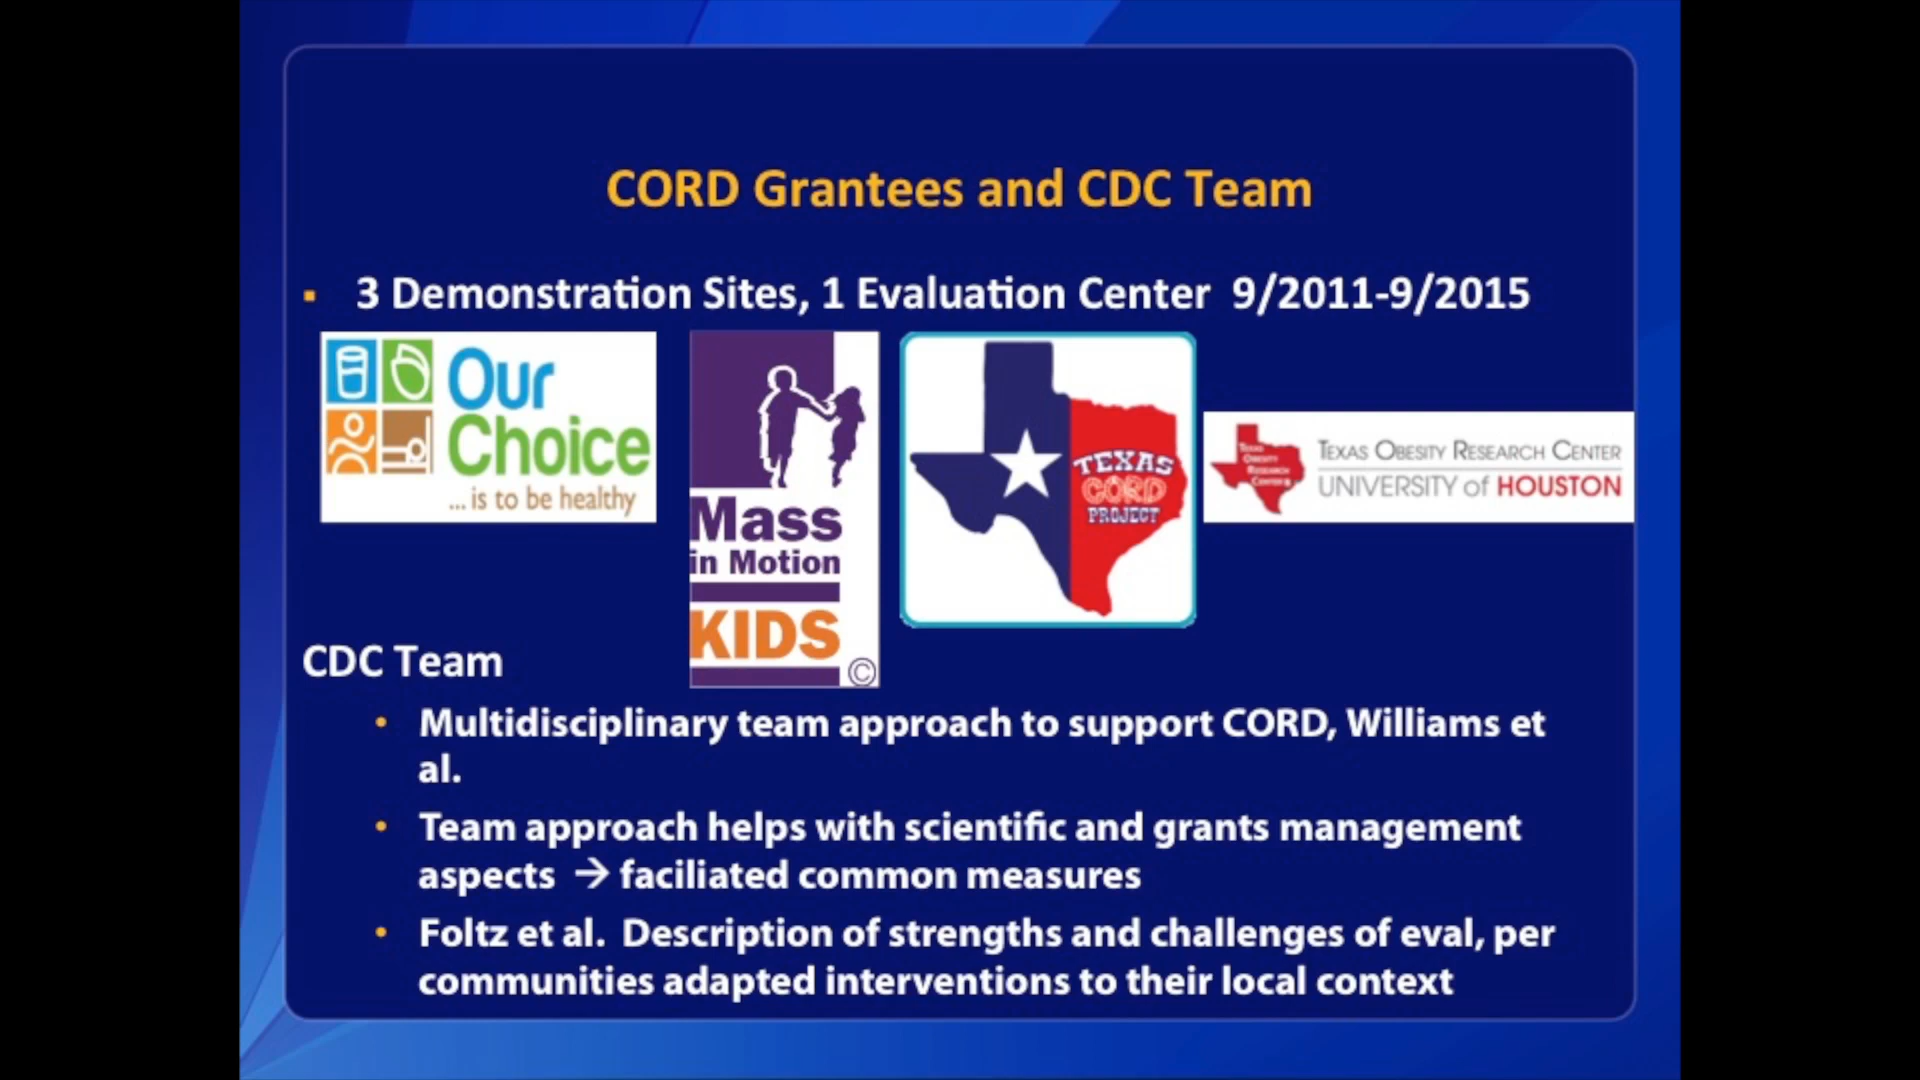 CORD Grantees and CDC Team
3 Demonstration Sites, 1 Evaluation Center 9/2011-9/2015
Our
Choice
... is to be healthy
Mass
in Motion
KIDS
©
TEXAS
CORD
PROJECT
TEXAS
OBESITY
RESEARCH
CENTER
TEXAS OBESITY RESEARCH CENTER
UNIVERSITY of HOUSTON
CDC Team
• Multidisciplinary team approach to support CORD, Williams et
al.
• Team approach helps with scientific and grants management
aspects → faciliated common measures
• Foltz et al. Description of strengths and challenges of eval, per
communities adapted interventions to their local context